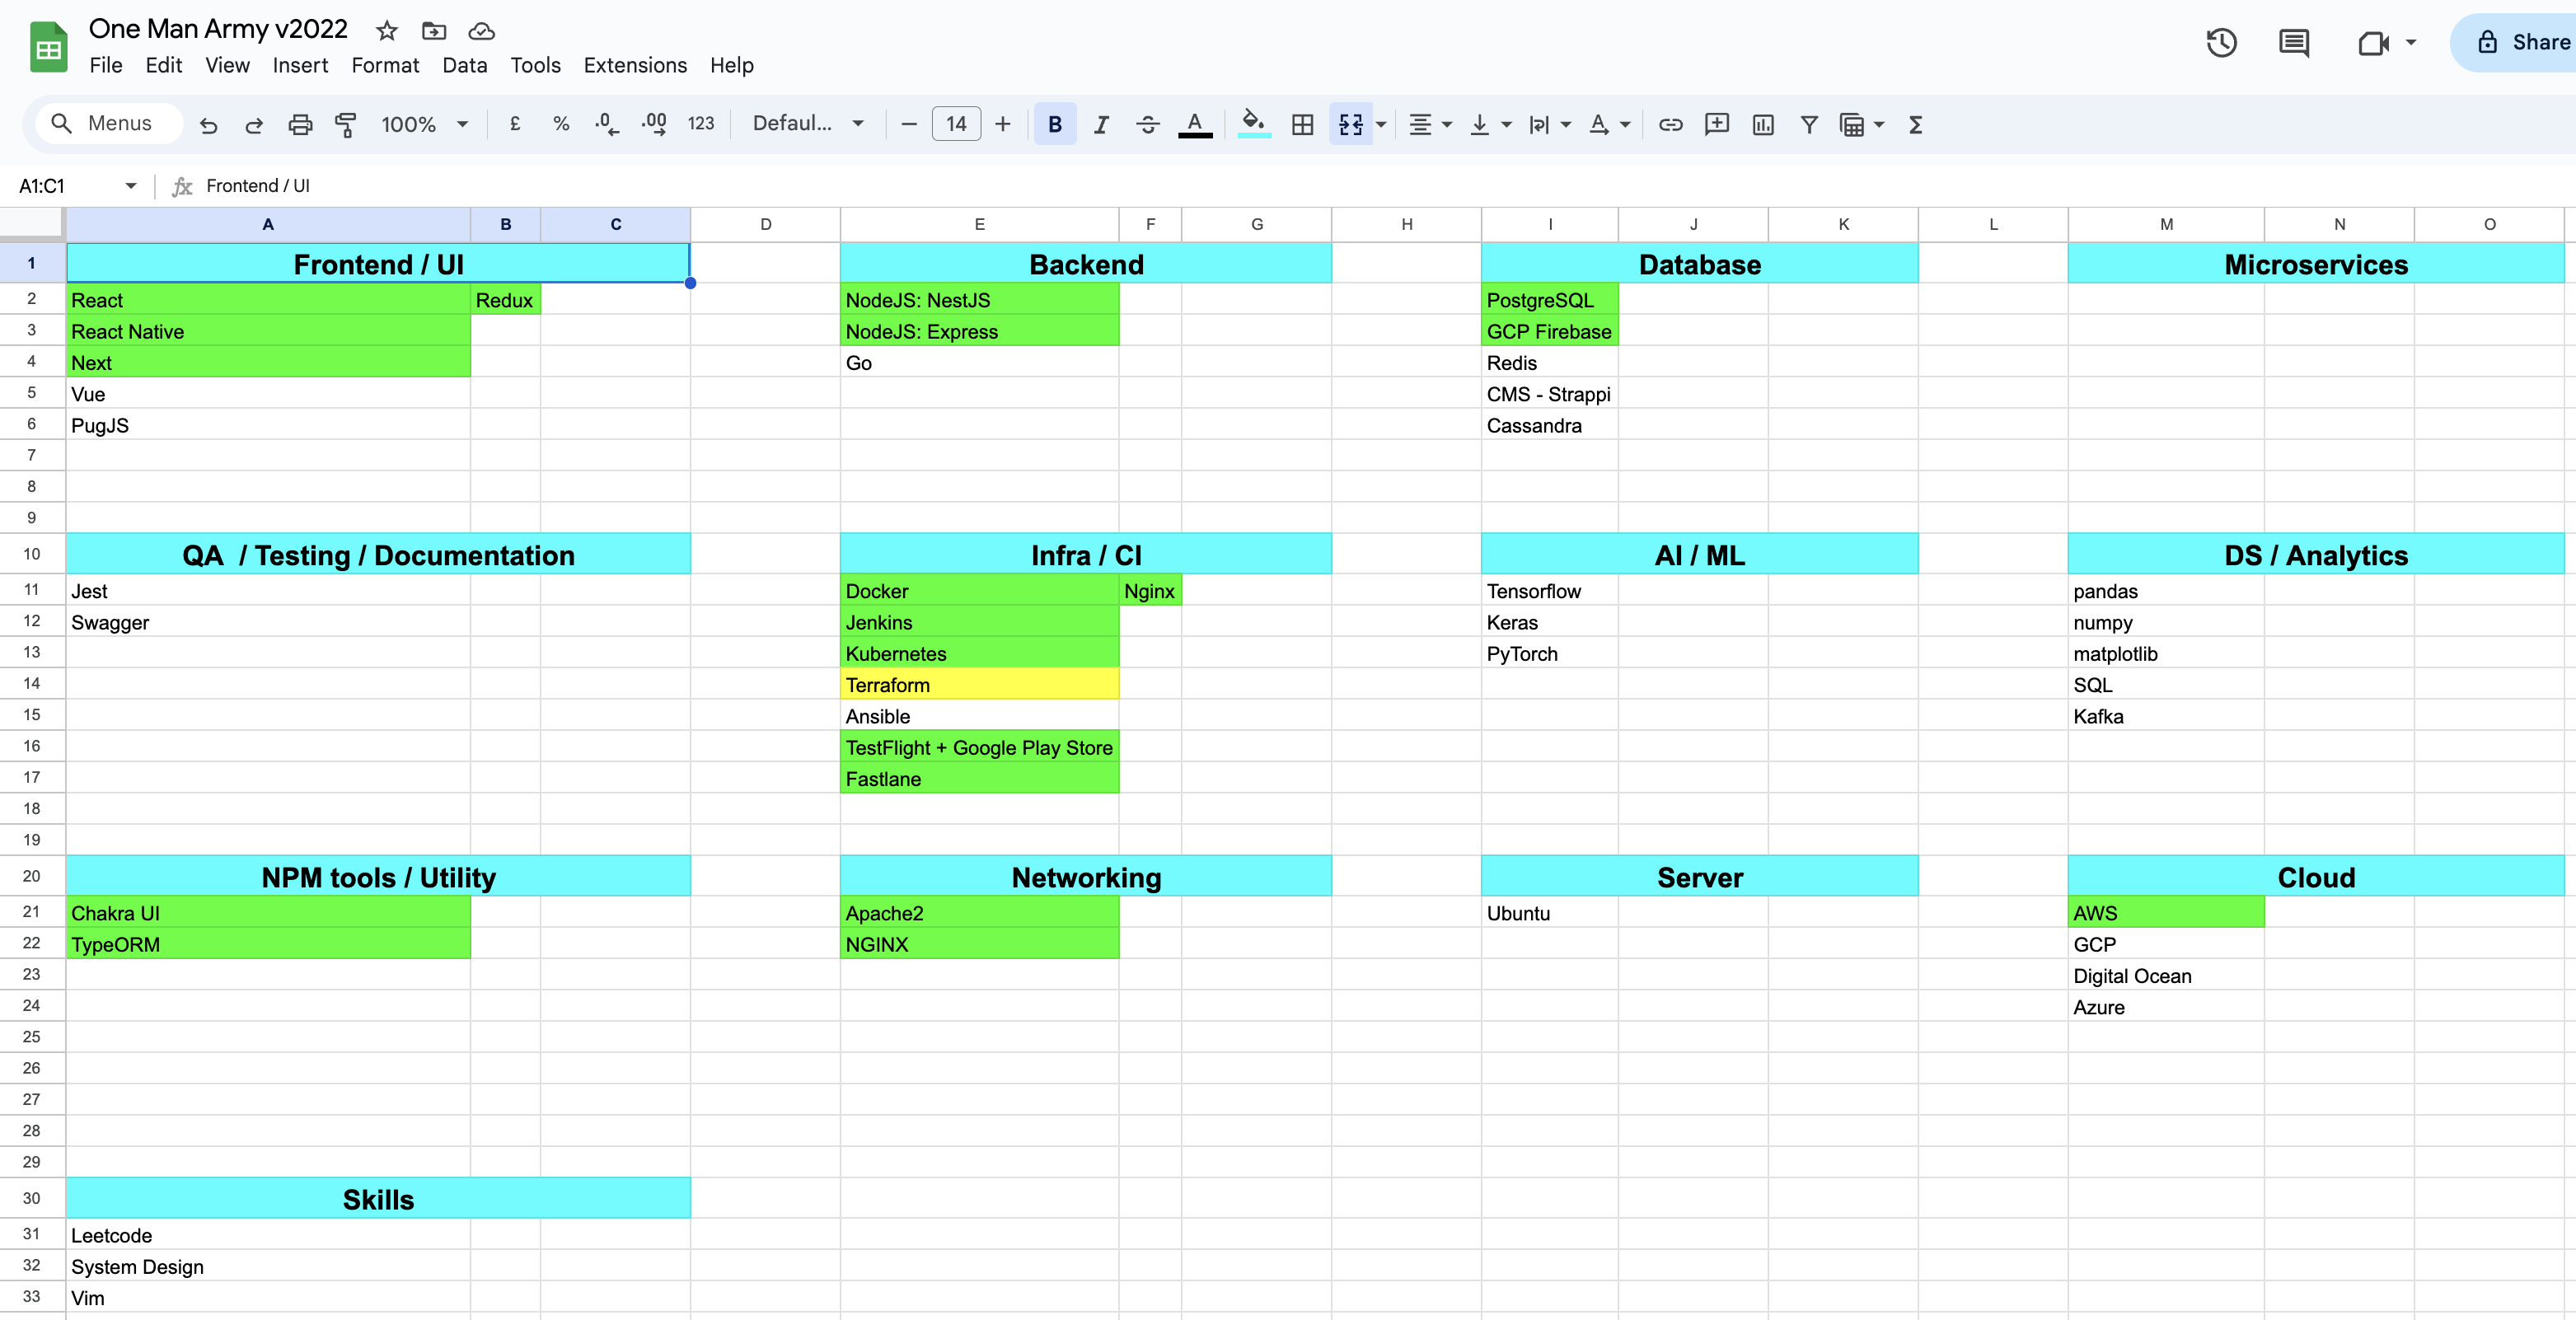 One Man Army v2022
File Edit View Insert Format Data Tools Extensions Help
Share
Menus 100% £ % .0 .00 123 Defaul... 14 B I A A Σ
A1:C1 fx Frontend / UI
A B C D E F G H I J K L M N O
1 Frontend / UI Backend Database Microservices
2 React Redux NodeJS: NestJS PostgreSQL
3 React Native NodeJS: Express GCP Firebase
4 Next Go Redis
5 Vue CMS - Strappi
6 PugJS Cassandra
7
8
9
10 QA / Testing / Documentation Infra / CI AI / ML DS / Analytics
11 Jest Docker Nginx Tensorflow pandas
12 Swagger Jenkins Keras numpy
13 Kubernetes PyTorch matplotlib
14 Terraform SQL
15 Ansible Kafka
16 TestFlight + Google Play Store
17 Fastlane
18
19
20 NPM tools / Utility Networking Server Cloud
21 Chakra UI Apache2 Ubuntu AWS
22 TypeORM NGINX GCP
23 Digital Ocean
24 Azure
25
26
27
28
29
30 Skills
31 Leetcode
32 System Design
33 Vim